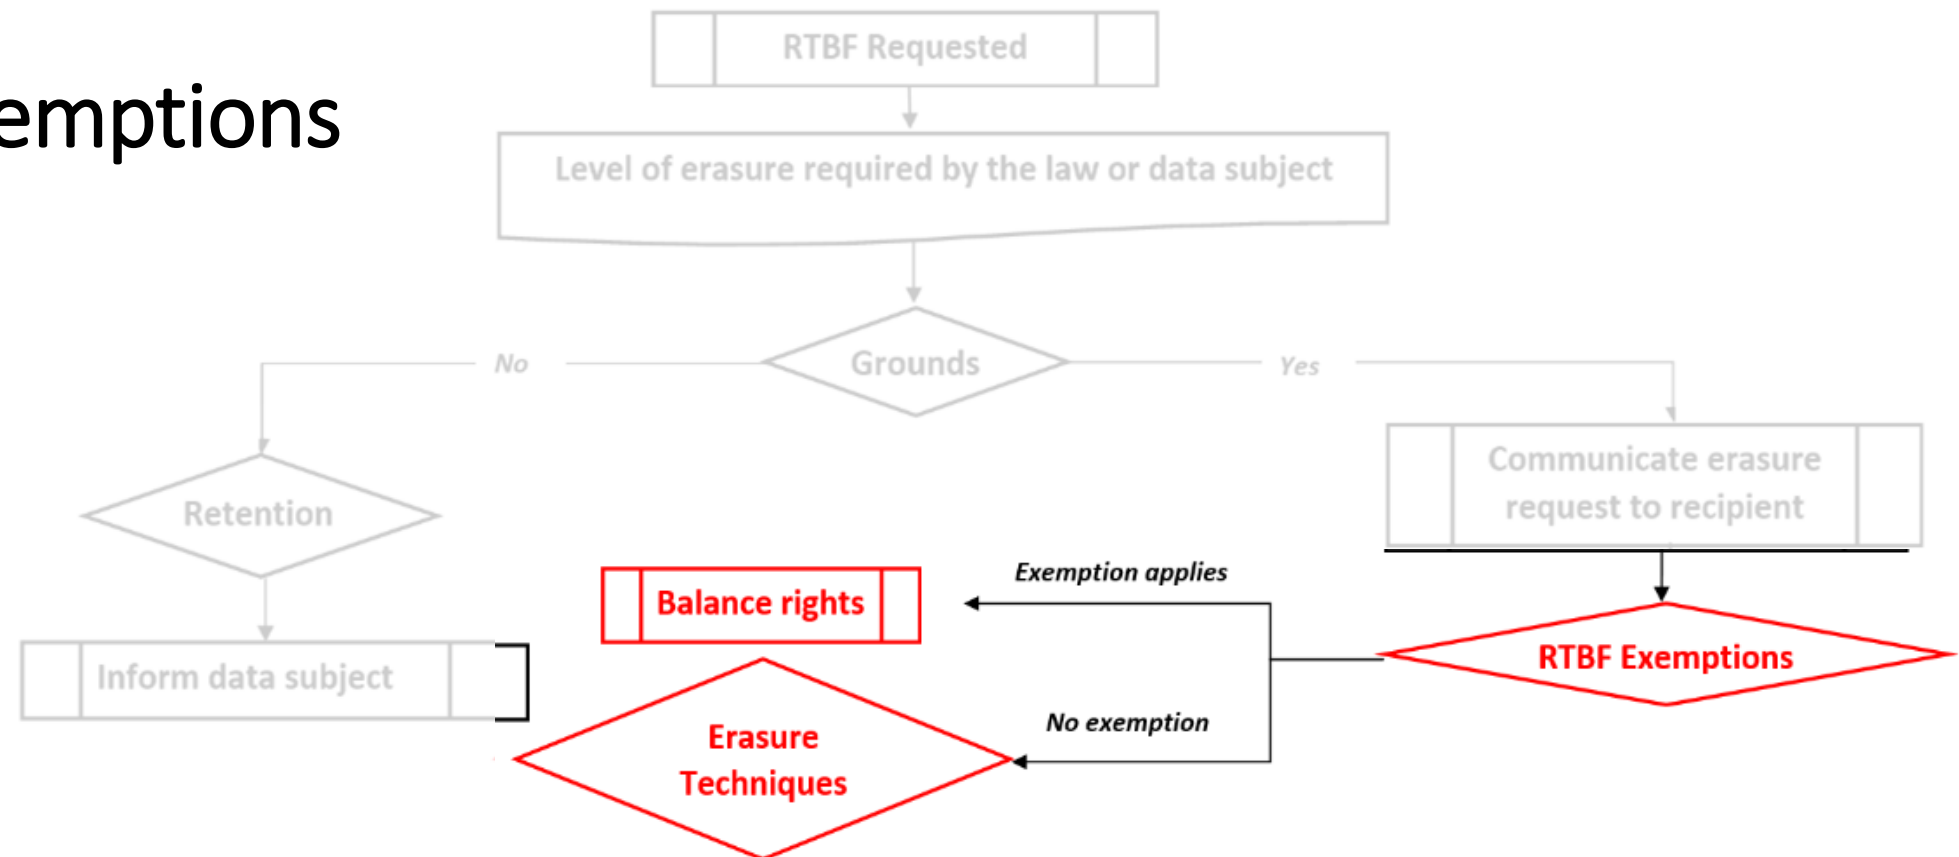 RTBF Requested
emptions
Level of erasure required by the law or data subject
No
Grounds
Yes
Communicate erasure
request to recipient
Retention
Exemption applies
Balance rights
RTBF Exemptions
Inform data subject
No exemption
Erasure
Techniques